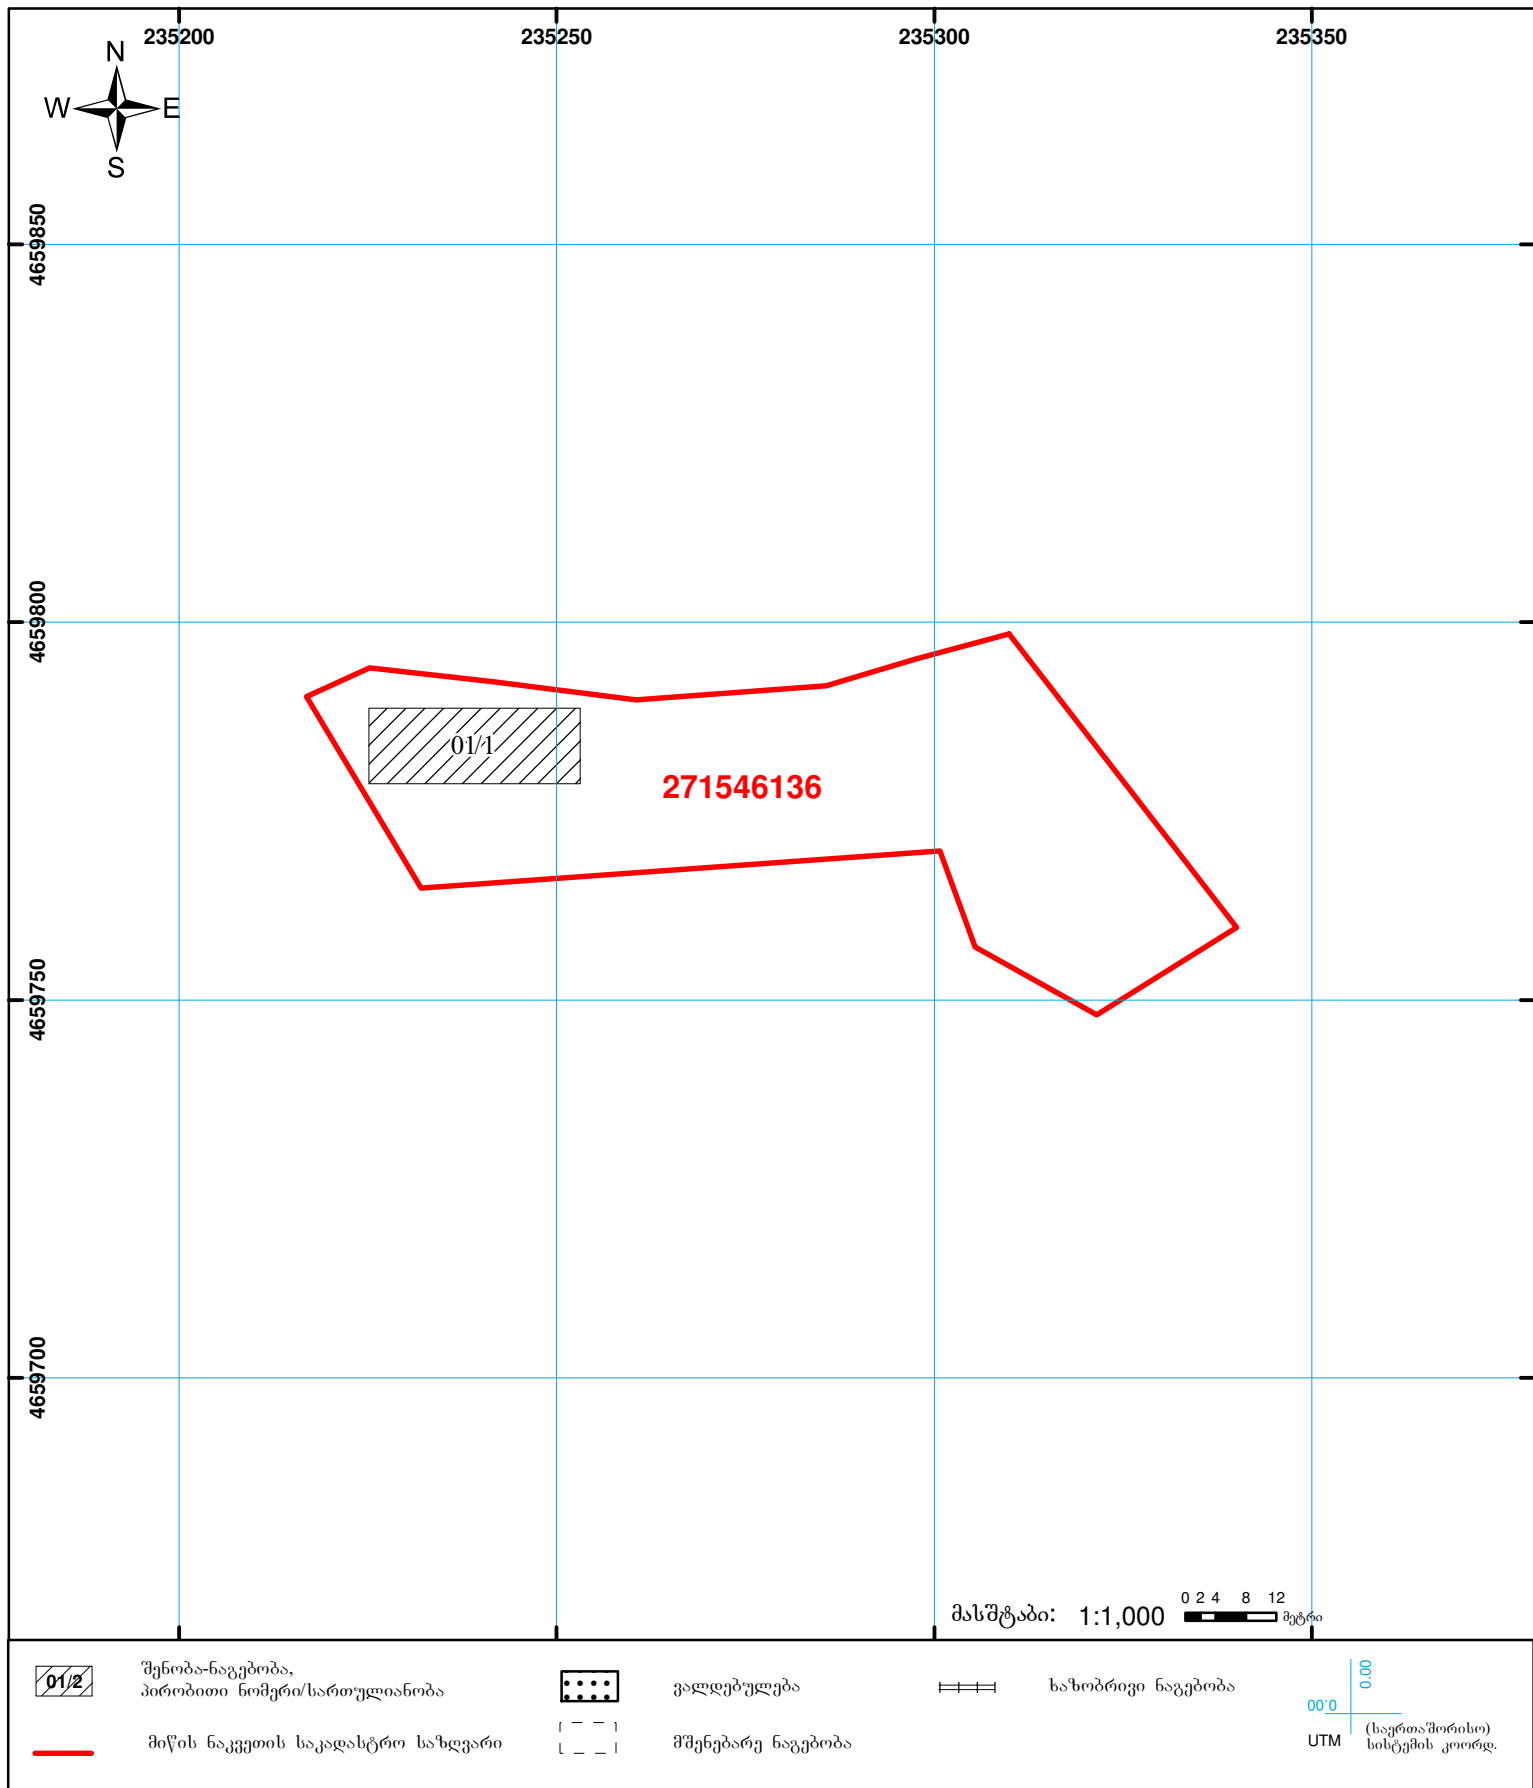 235200 235250 235300 235350
N
W E
S
4659850
4659800
01/1
271546136
4659750
4659700
მასშტაბი: 1:1,000 0 2 4 8 12 მეტრი
01/2 შენობა-ნაგებობა,
პირობითი ნომერი/სართულიანობა
ვალდებულება
ხაზობრივი ნაგებობა
00.0
00.0
მიწის ნაკვეთის საკადასტრო საზღვარი
მშენებარე ნაგებობა
UTM (საერთაშორისო)
სისტემის კოორდ.